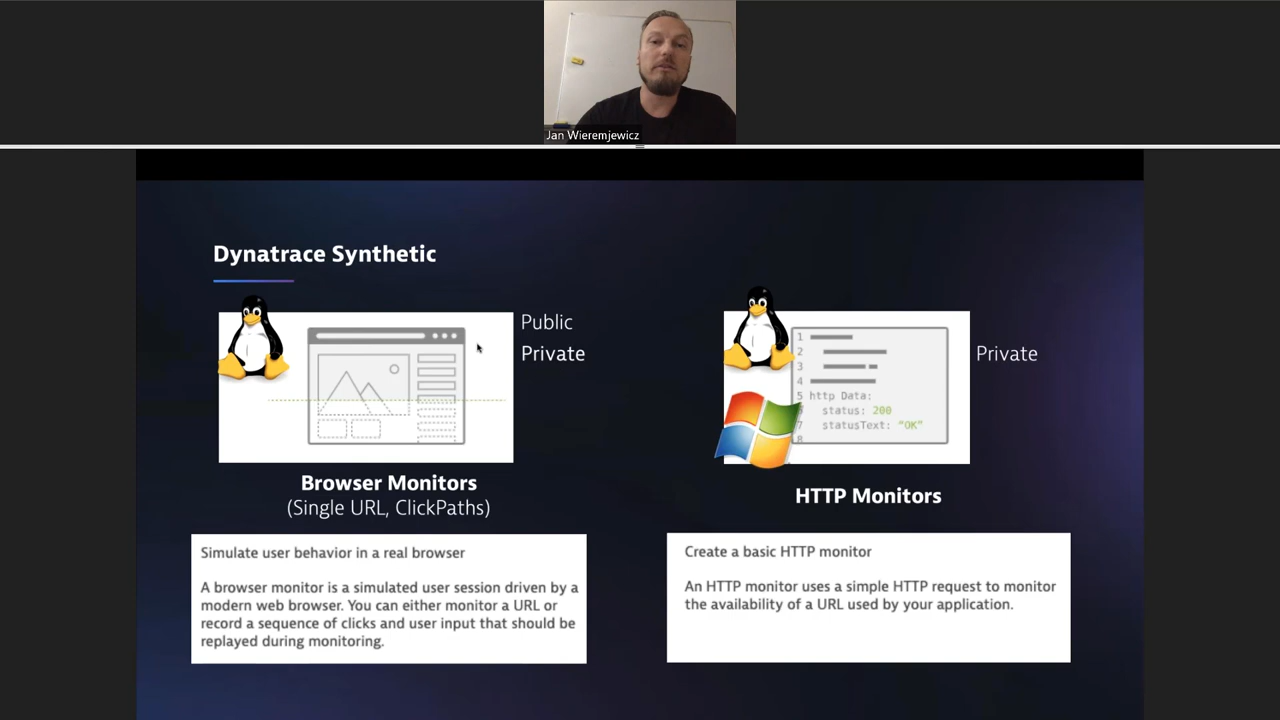 Jan Wieremjewicz
Dynatrace Synthetic
Public
Private
Browser Monitors
(Single URL, ClickPaths)
Simulate user behavior in a real browser
A browser monitor is a simulated user session driven by a
modern web browser. You can either monitor a URL or
record a sequence of clicks and user input that should be
replayed during monitoring.
1
2
3
4
5 http Data:
status: 200
7 statusText: "OK"
8
Private
HTTP Monitors
Create a basic HTTP monitor
An HTTP monitor uses a simple HTTP request to monitor
the availability of a URL used by your application.